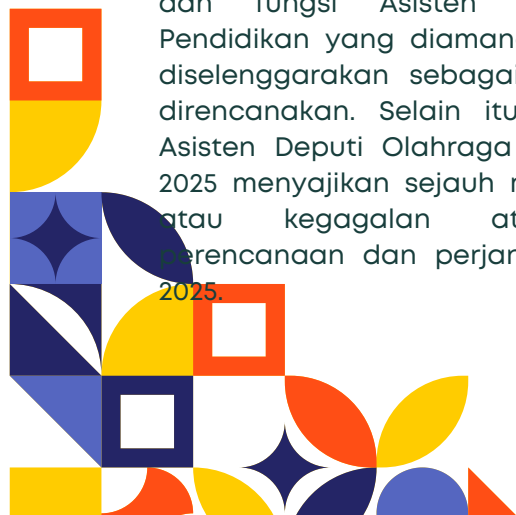 dan fungsi Asisten
Pendidikan yang diaman
diselenggarakan sebagai
direncanakan. Selain itu
Asisten Deputi Olahraga
2025 menyajikan sejauh
atau kegagalan at
perencanaan dan perjan
2025.